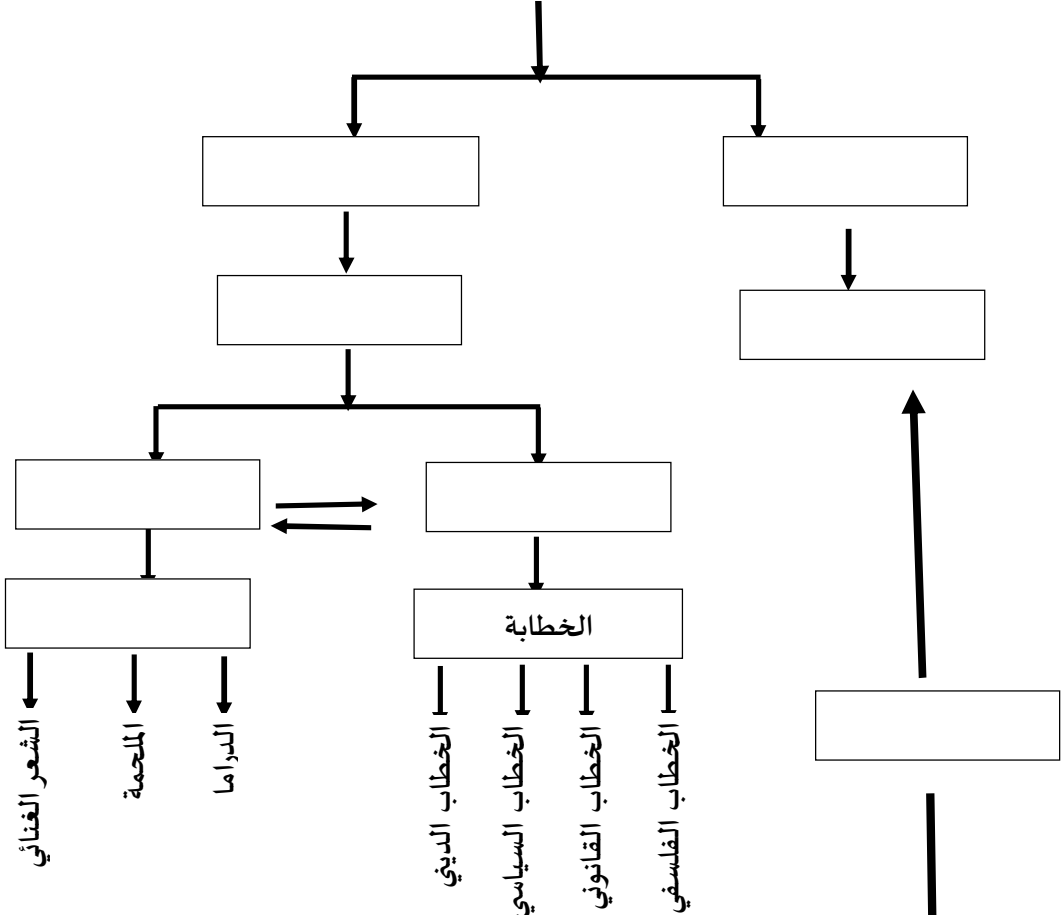 الخطابة
الخطاب الفلسفي
الخطاب القانوني
الخطاب السياسي
الخطاب الديني
الدراما
الملحمة
الشعر الغنائي